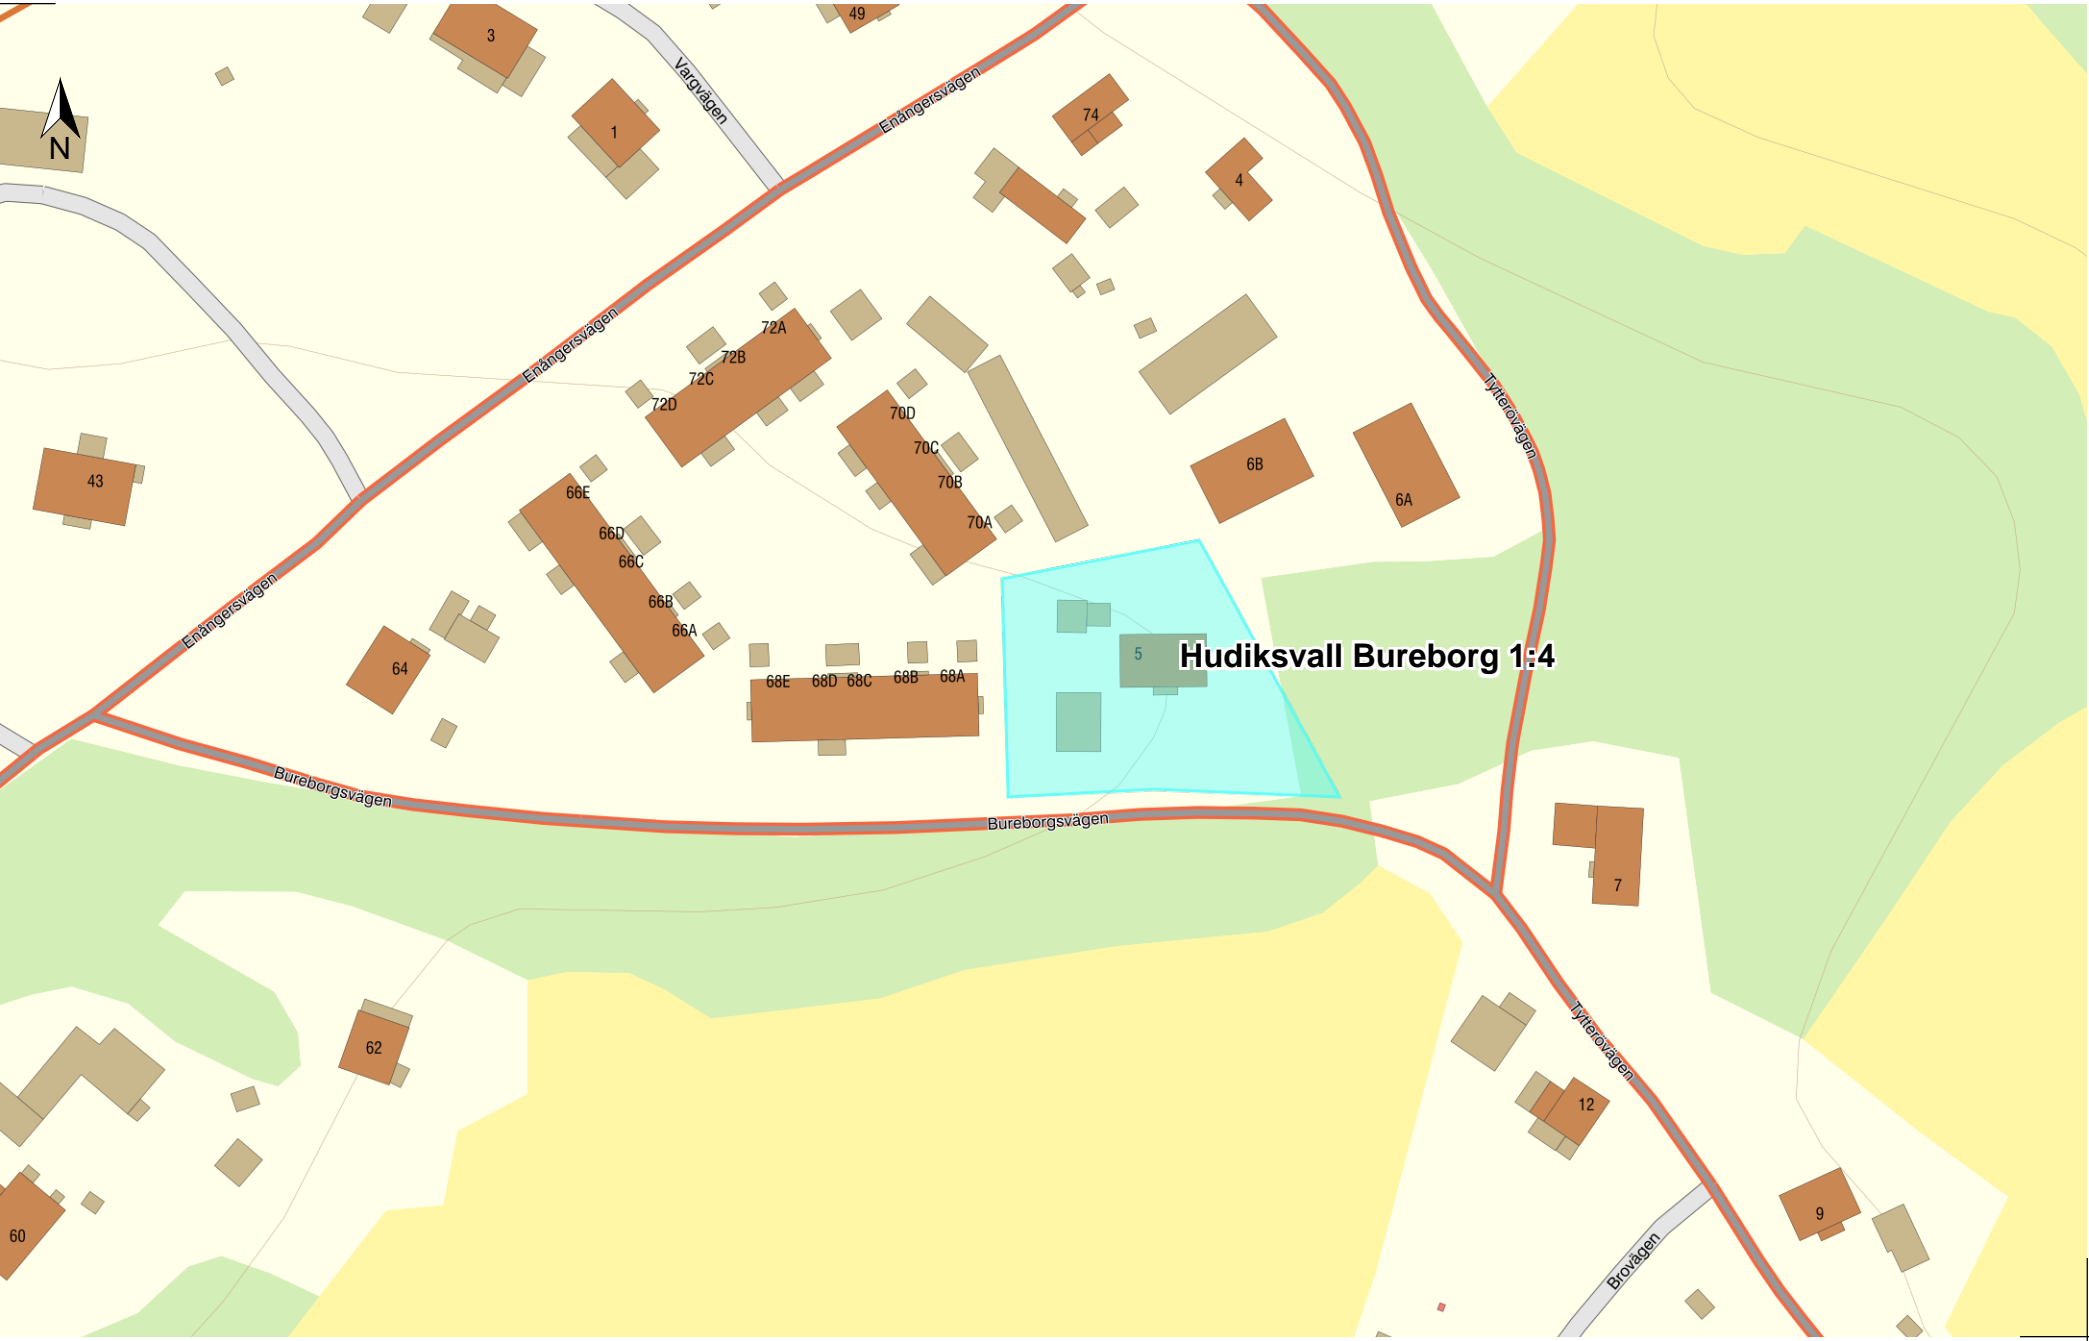 49
3
Vargvägen
Enångersvägen
74
1
N
4
72A
Enångersvägen
72B
72C
72D
70D
Tytterövägen
70C
6B
43
70B
66E
6A
70A
66D
66C
66B
Enångersvägen
66A
5
Hudiksvall Bureborg 1:4
64
68E
68D
68C
68B
68A
Bureborgsvägen
Bureborgsvägen
7
Tytterövägen
62
12
9
60
Brovägen